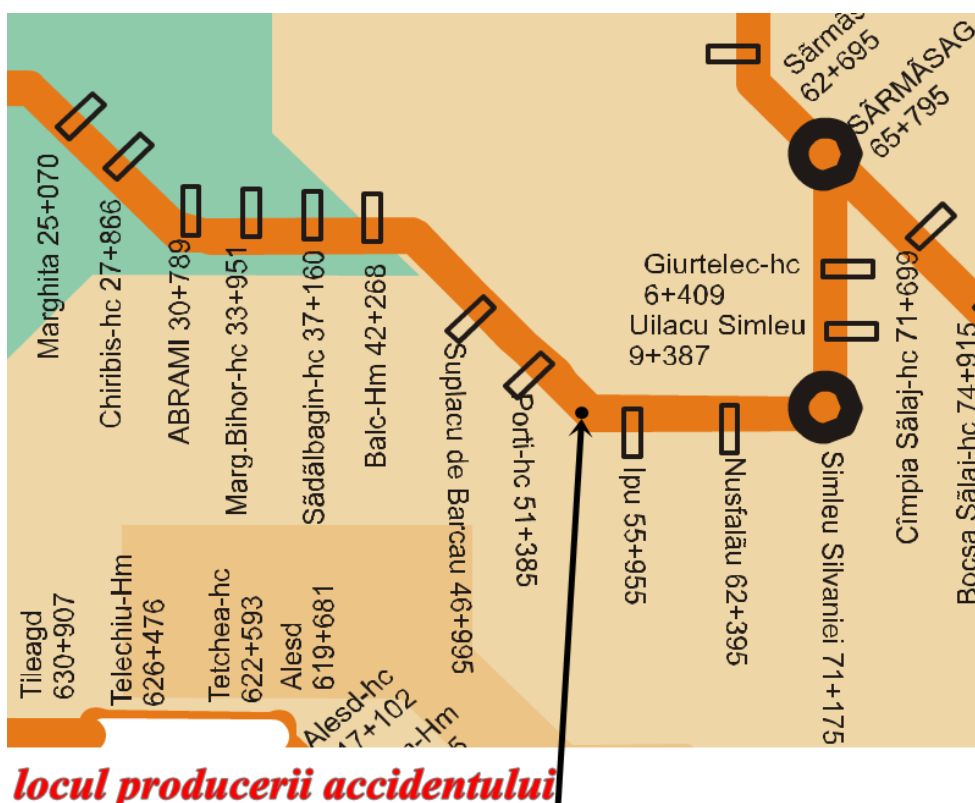 Sărmăs
62+695
SĂRMĂSAG
65+795
Marghita 25+070
Chiribis-hc 27+866
ABRAMI 30+789
Marg.Bihor-hc 33+951
Sădălbagin-hc 37+160
Balc-Hm 42+268
Suplacu de Barcau 46+995
Porti-hc 51+385
Ipu 55+955
Nusfalău 62+395
Simleu Silvaniei 71+175
Giurtelec-hc
6+409
Uilacu Simleu
9+387
Cîmpia Sălaj-hc 71+699
Bocsa Sălaj-hc 74+915
Tileagd
630+907
Telechiu-Hm
626+476
Tetchea-hc
622+593
Alesd
619+681
Alesd-hc
17+102
-Hm
locul producerii accidentului